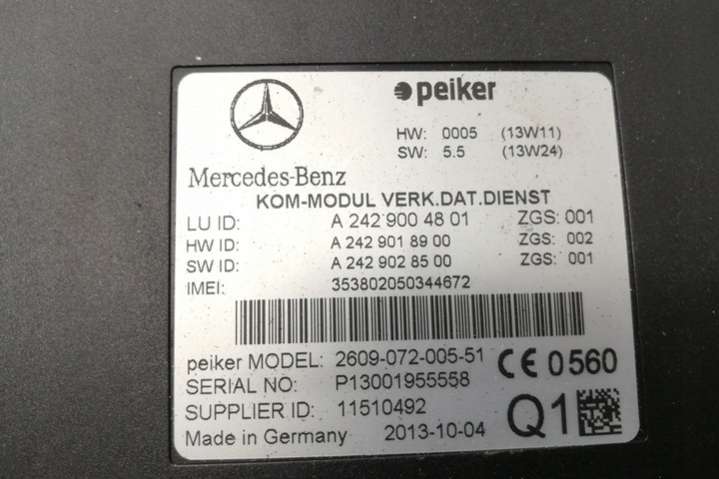 peiker
HW: 0005 (13W11)
SW: 5.5 (13W24)
Mercedes-Benz
KOM-MODUL VERK.DAT.DIENST
LU ID: A 242 900 48 01 ZGS: 001
HW ID: A 242 901 89 00 ZGS: 002
SW ID: A 242 902 85 00 ZGS: 001
IMEI: 353802050344672
peiker MODEL: 2609-072-005-51 CE 0560
SERIAL NO: P13001955558
SUPPLIER ID: 11510492 Q1
Made in Germany 2013-10-04